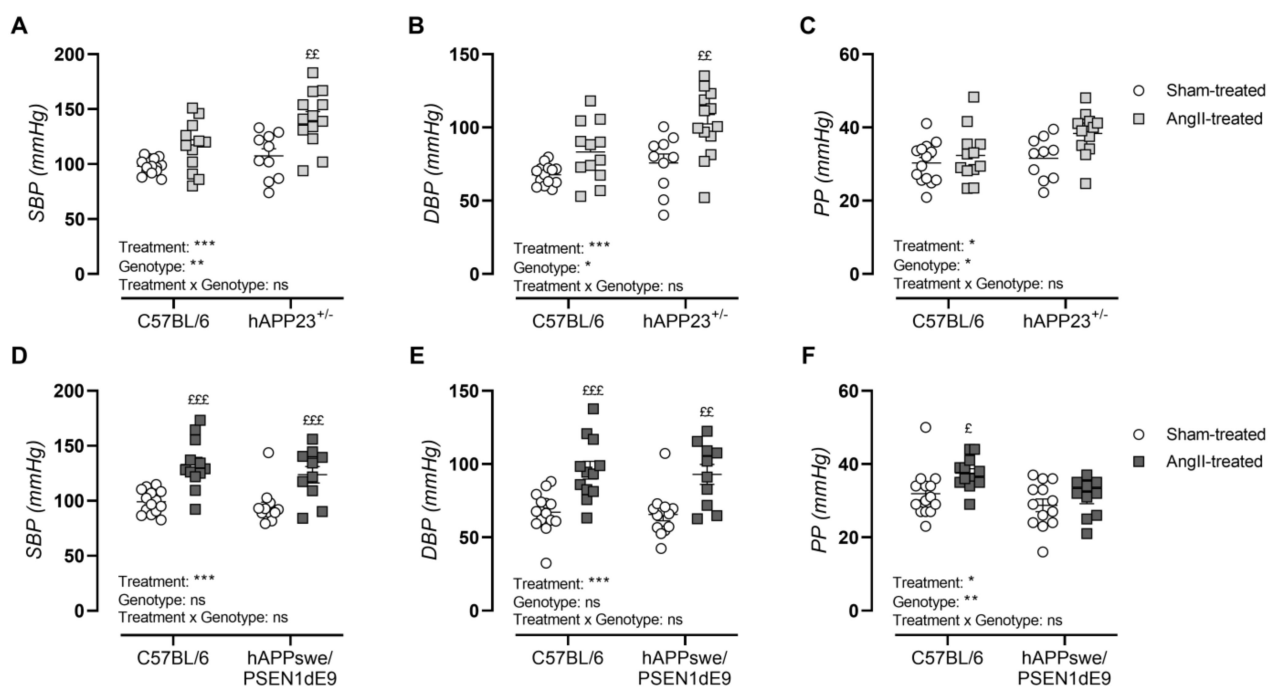 A
SBP (mmHg)
200
150
100
50
0
££
Treatment: ***
Genotype: **
Treatment x Genotype: ns
C57BL/6
hAPP23+/-
B
DBP (mmHg)
150
100
50
0
££
Treatment: ***
Genotype: *
Treatment x Genotype: ns
C57BL/6
hAPP23+/-
C
PP (mmHg)
60
40
20
0
Treatment: *
Genotype: *
Treatment x Genotype: ns
C57BL/6
hAPP23+/-
Sham-treated
AngII-treated
D
SBP (mmHg)
200
150
100
50
0
£££
£££
Treatment: ***
Genotype: ns
Treatment x Genotype: ns
C57BL/6
hAPPswe/
PSEN1dE9
E
DBP (mmHg)
150
100
50
0
£££
££
Treatment: ***
Genotype: ns
Treatment x Genotype: ns
C57BL/6
hAPPswe/
PSEN1dE9
F
PP (mmHg)
60
40
20
0
£
Treatment: *
Genotype: **
Treatment x Genotype: ns
C57BL/6
hAPPswe/
PSEN1dE9
Sham-treated
AngII-treated